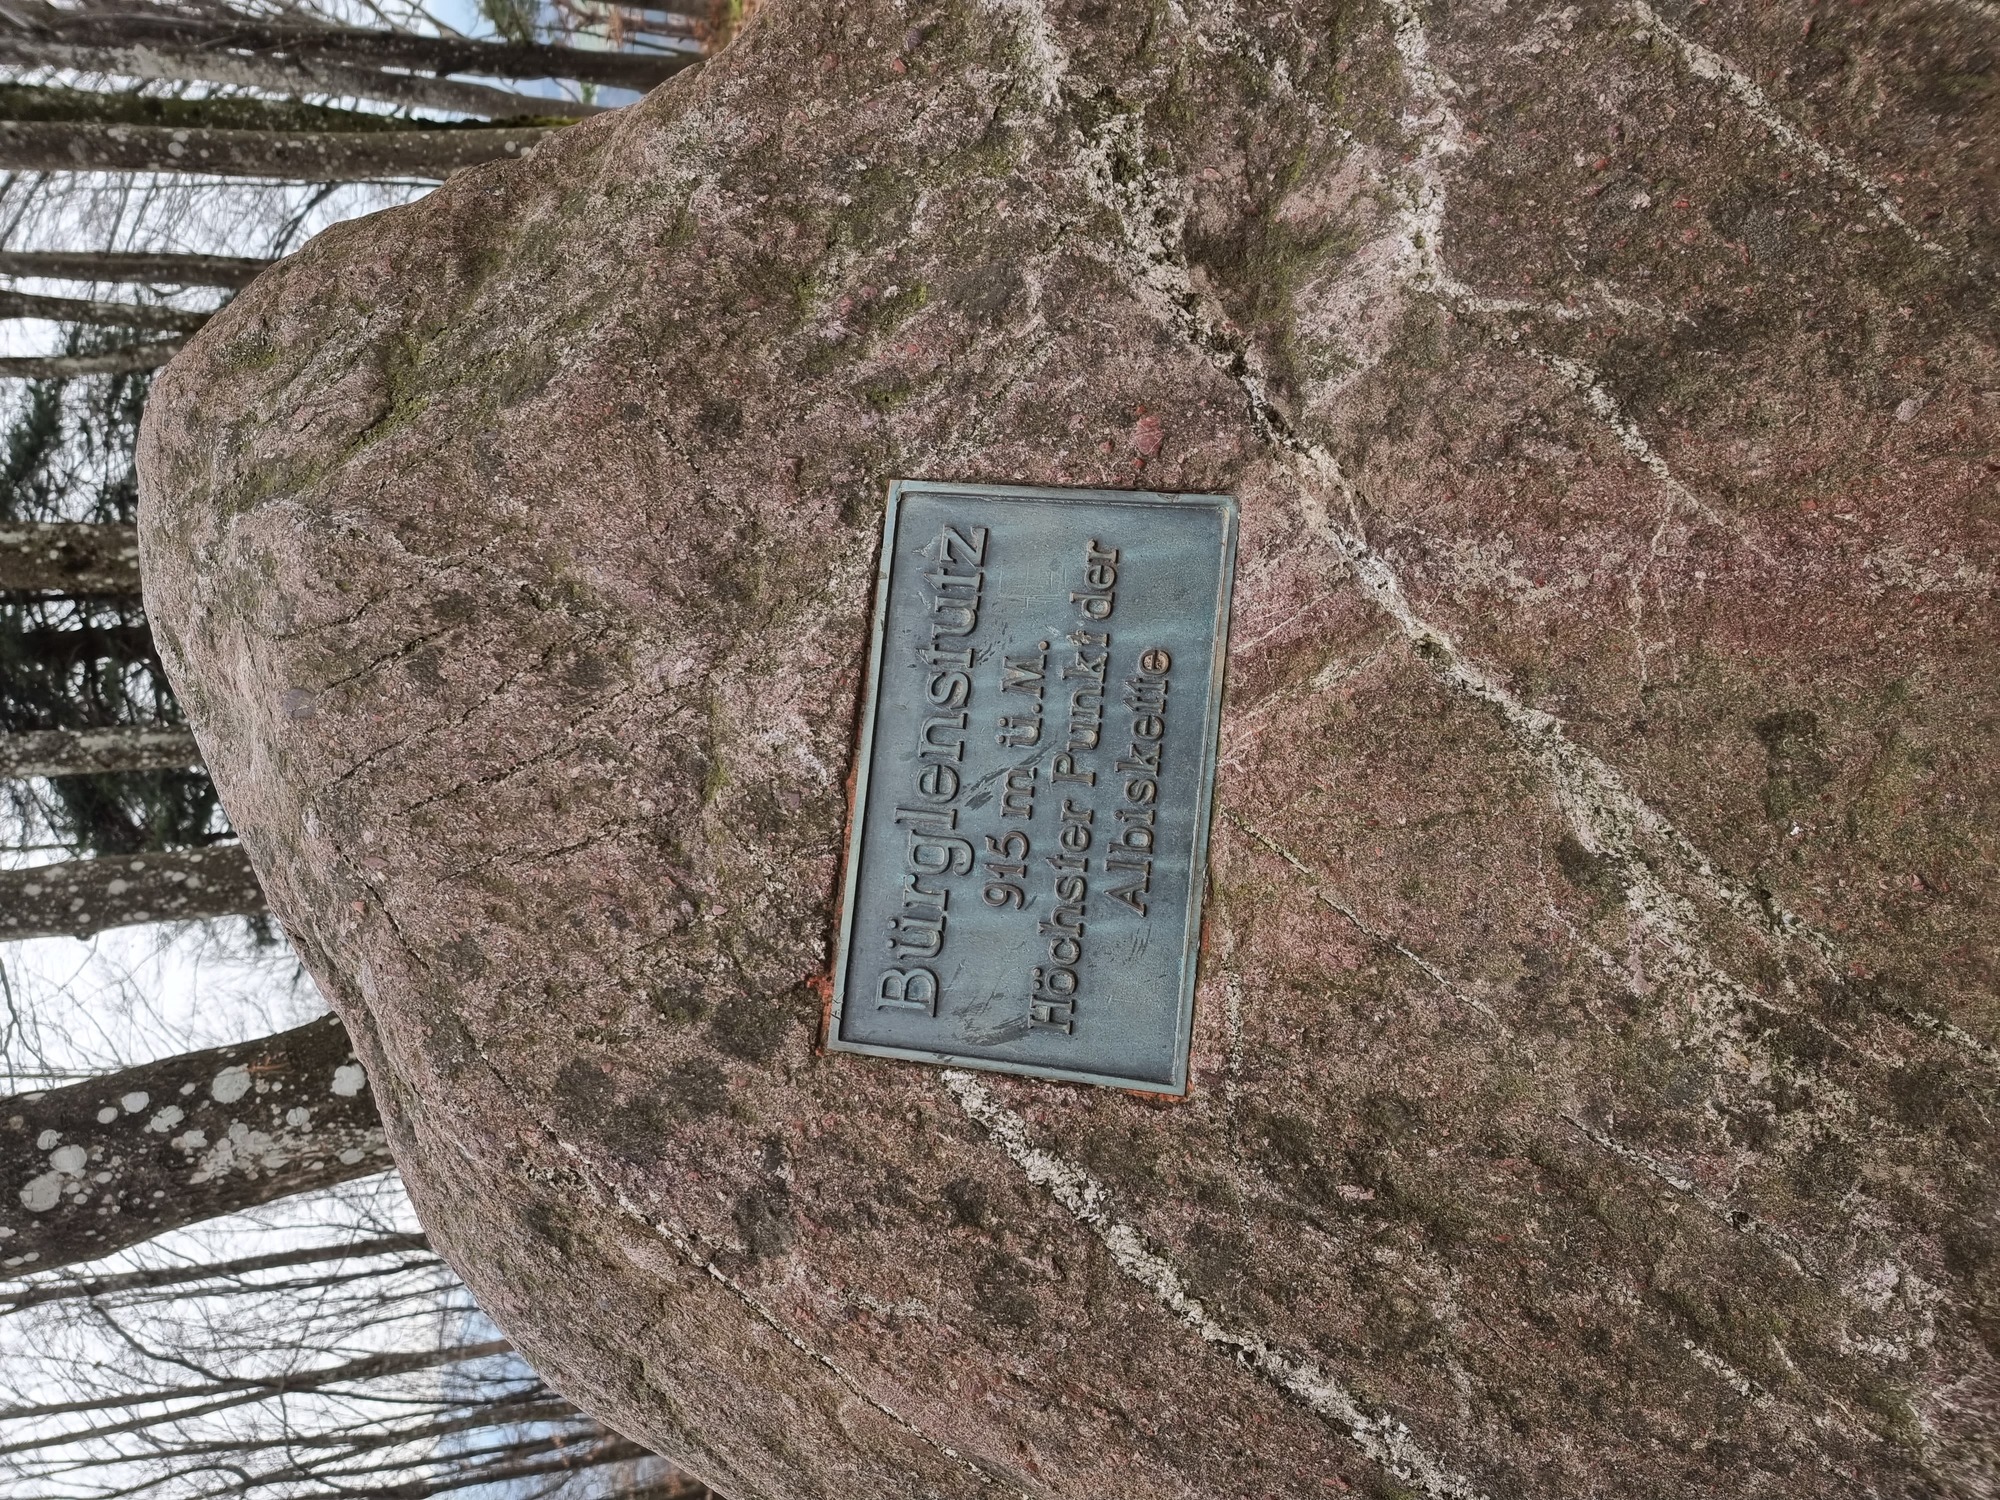 Bürglenstutz
915 m ü.M.
Höchster Punkt der
Albiskette